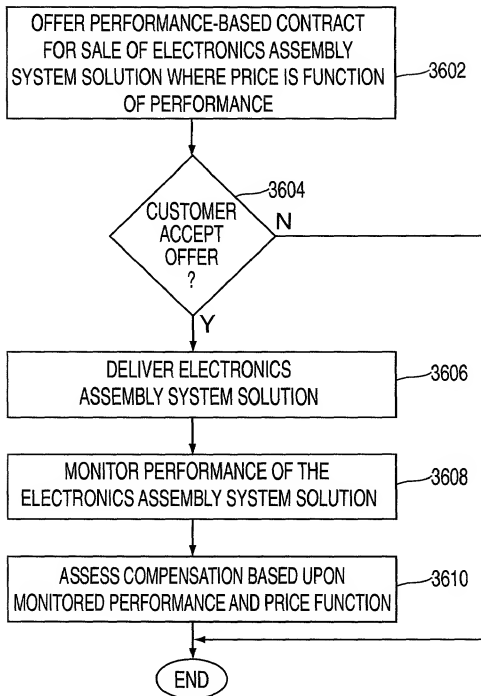 OFFER PERFORMANCE-BASED CONTRACT
FOR SALE OF ELECTRONICS ASSEMBLY
SYSTEM SOLUTION WHERE PRICE IS FUNCTION
OF PERFORMANCE
3602
3604
CUSTOMER
ACCEPT
OFFER
?
N
Y
DELIVER ELECTRONICS
ASSEMBLY SYSTEM SOLUTION
3606
MONITOR PERFORMANCE OF THE
ELECTRONICS ASSEMBLY SYSTEM SOLUTION
3608
ASSESS COMPENSATION BASED UPON
MONITORED PERFORMANCE AND PRICE FUNCTION
3610
END